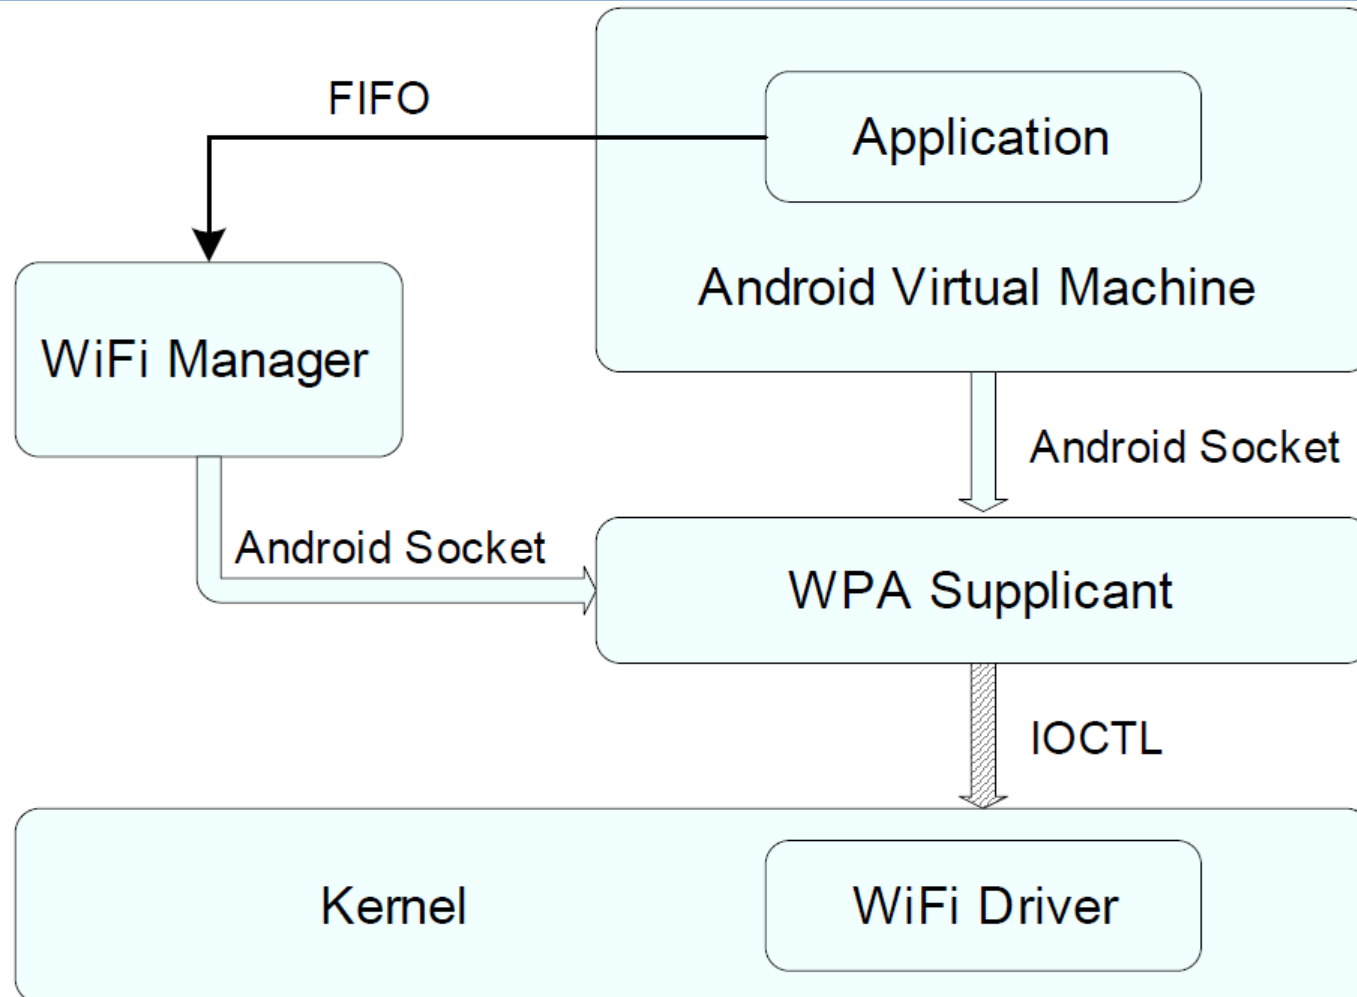 FIFO
Application
Android Virtual Machine
WiFi Manager
Android Socket
Android Socket
WPA Supplicant
IOCTL
Kernel
WiFi Driver